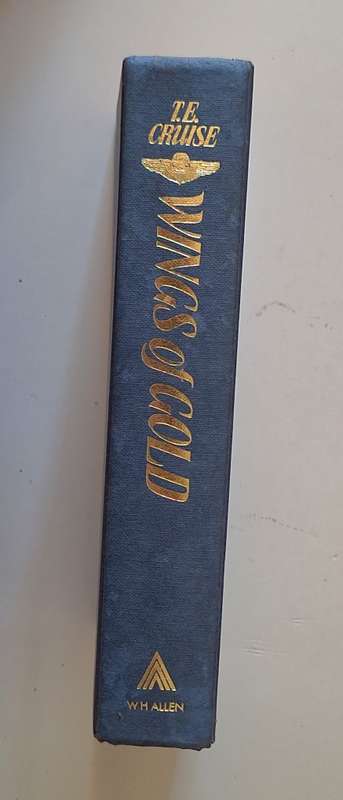 T.E.
CRUISE
WINGS of GOLD
W H ALLEN